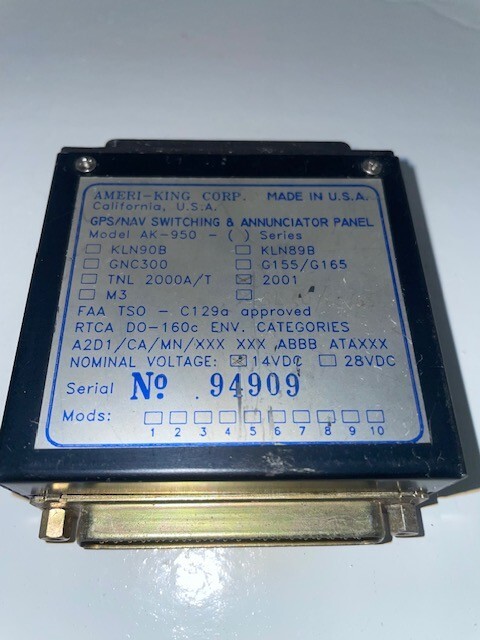 AMERI-KING CORP. MADE IN U.S.A.
California, U.S.A.
GPS/NAV SWITCHING & ANNUNCIATOR PANEL
Model AK-950 - ( ) Series
KLN90B KLN89B
GNC300 G155/G165
TNL 2000A/T 2001
M3
FAA TSO - C129a approved
RTCA DO-160c ENV. CATEGORIES
A2D1/CA/MN/XXX XXX ABBB ATAXXX
NOMINAL VOLTAGE: 14VDC 28VDC
Serial Nº 94909
Mods:
1 2 3 4 5 6 7 8 9 10